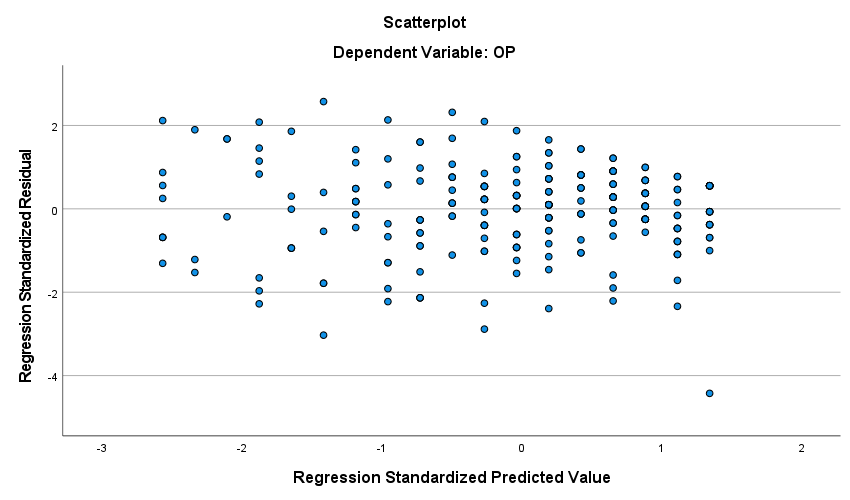 Scatterplot
Dependent Variable: OP
Regression Standardized Residual
2
0
-2
-4
-3
-2
-1
0
1
2
Regression Standardized Predicted Value